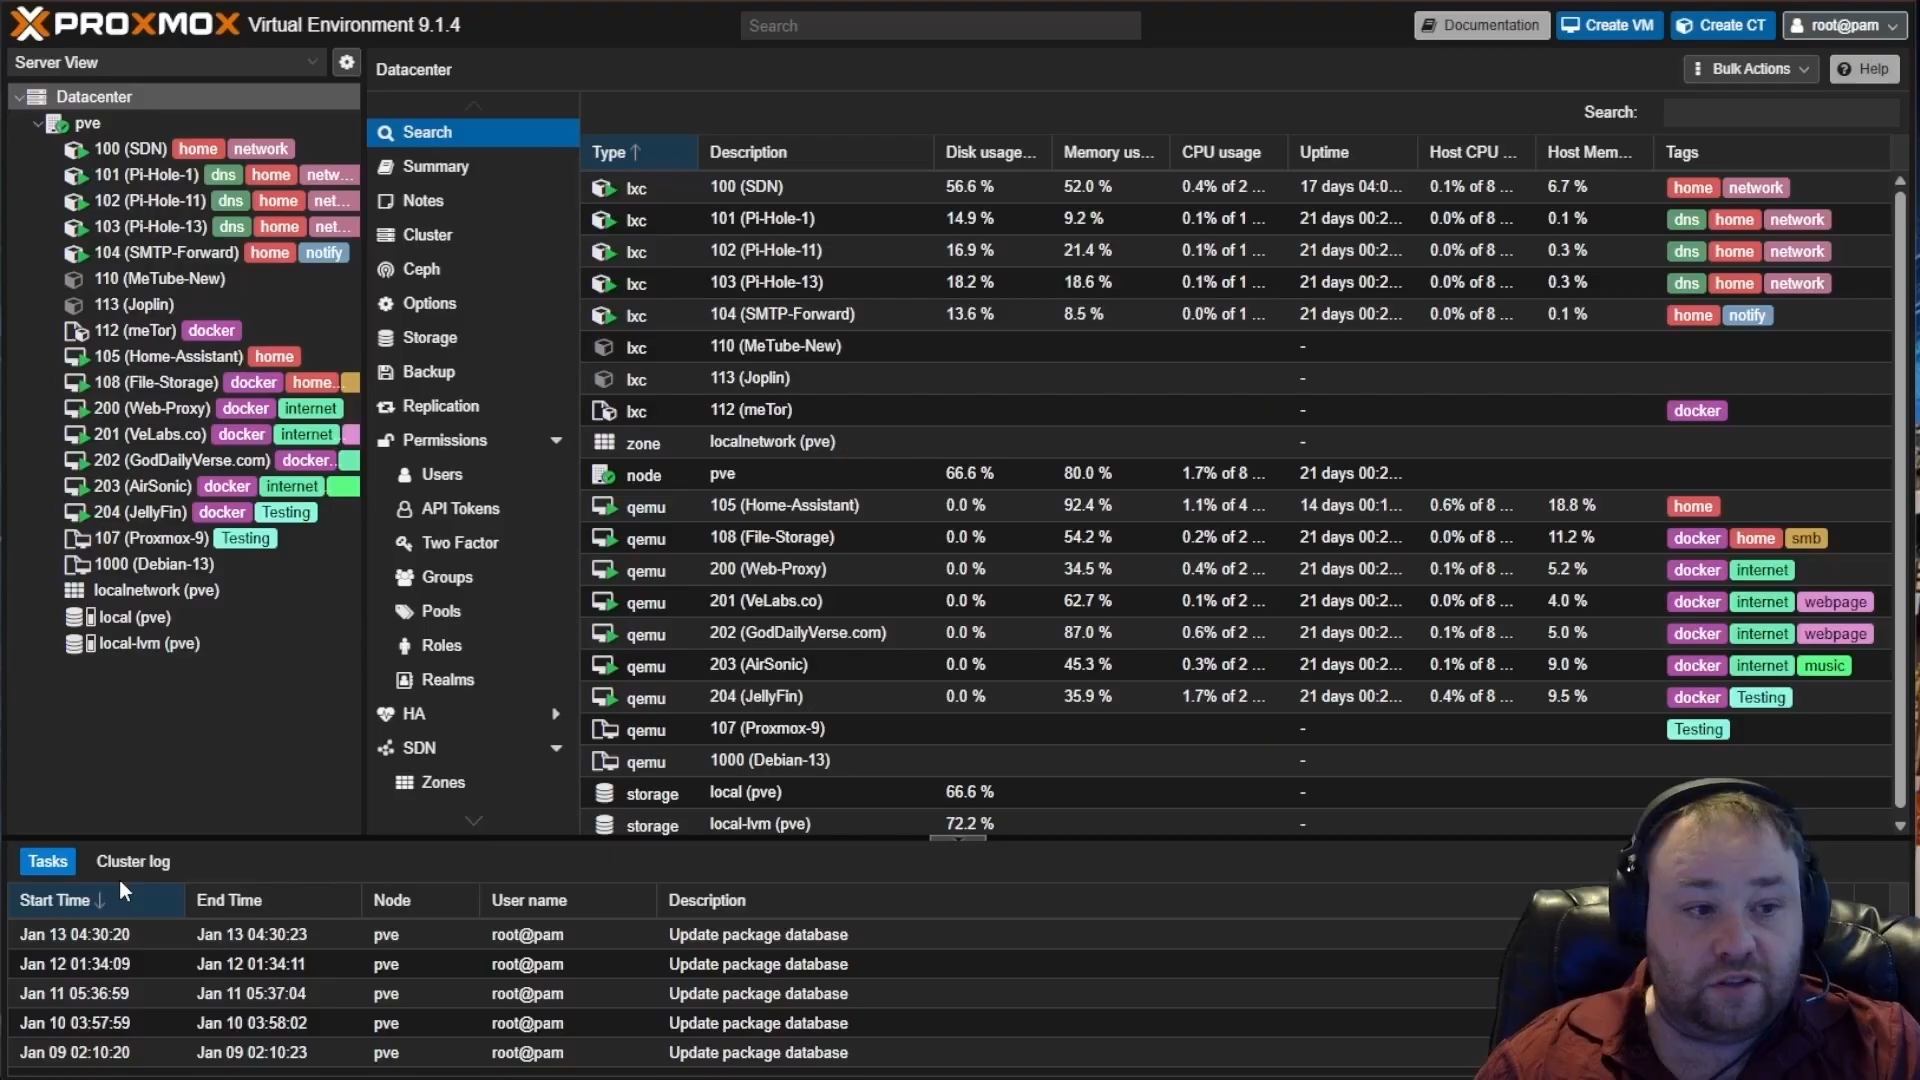 PROXMOX Virtual Environment 9.1.4
Search
Documentation
Create VM
Create CT
root@pam
Server View
Datacenter
Bulk Actions
Help
Datacenter
pve
100 (SDN) home network
101 (Pi-Hole-1) dns home netw...
102 (Pi-Hole-11) dns home net...
103 (Pi-Hole-13) dns home net...
104 (SMTP-Forward) home notify
110 (MeTube-New)
113 (Joplin)
112 (meTor) docker
105 (Home-Assistant) home
108 (File-Storage) docker home...
200 (Web-Proxy) docker internet
201 (VeLabs.co) docker internet
202 (GodDailyVerse.com) docker...
203 (AirSonic) docker internet
204 (JellyFin) docker Testing
107 (Proxmox-9) Testing
1000 (Debian-13)
localnetwork (pve)
local (pve)
local-lvm (pve)
Search
Summary
Notes
Cluster
Ceph
Options
Storage
Backup
Replication
Permissions
Users
API Tokens
Two Factor
Groups
Pools
Roles
Realms
HA
SDN
Zones
Search:
Type Description Disk usage... Memory us... CPU usage Uptime Host CPU ... Host Mem... Tags
lxc 100 (SDN) 56.6 % 52.0 % 0.4% of 2 ... 17 days 04:0... 0.1% of 8 ... 6.7 % home network
lxc 101 (Pi-Hole-1) 14.9 % 9.2 % 0.1% of 1 ... 21 days 00:2... 0.0% of 8 ... 0.1 % dns home network
lxc 102 (Pi-Hole-11) 16.9 % 21.4 % 0.1% of 1 ... 21 days 00:2... 0.0% of 8 ... 0.3 % dns home network
lxc 103 (Pi-Hole-13) 18.2 % 18.6 % 0.1% of 1 ... 21 days 00:2... 0.0% of 8 ... 0.3 % dns home network
lxc 104 (SMTP-Forward) 13.6 % 8.5 % 0.0% of 1 ... 21 days 00:2... 0.0% of 8 ... 0.1 % home notify
lxc 110 (MeTube-New) -
lxc 113 (Joplin) -
lxc 112 (meTor) - docker
zone localnetwork (pve) -
node pve 66.6 % 80.0 % 1.7% of 8 ... 21 days 00:2...
qemu 105 (Home-Assistant) 0.0 % 92.4 % 1.1% of 4 ... 14 days 00:1... 0.6% of 8 ... 18.8 % home
qemu 108 (File-Storage) 0.0 % 54.2 % 0.2% of 2 ... 21 days 00:2... 0.0% of 8 ... 11.2 % docker home smb
qemu 200 (Web-Proxy) 0.0 % 34.5 % 0.4% of 2 ... 21 days 00:2... 0.1% of 8 ... 5.2 % docker internet
qemu 201 (VeLabs.co) 0.0 % 62.7 % 0.1% of 2 ... 21 days 00:2... 0.0% of 8 ... 4.0 % docker internet webpage
qemu 202 (GodDailyVerse.com) 0.0 % 87.0 % 0.6% of 2 ... 21 days 00:2... 0.1% of 8 ... 5.0 % docker internet webpage
qemu 203 (AirSonic) 0.0 % 45.3 % 0.3% of 2 ... 21 days 00:2... 0.1% of 8 ... 9.0 % docker internet music
qemu 204 (JellyFin) 0.0 % 35.9 % 1.7% of 2 ... 21 days 00:2... 0.4% of 8 ... 9.5 % docker Testing
qemu 107 (Proxmox-9) - Testing
qemu 1000 (Debian-13) -
storage local (pve) 66.6 % -
storage local-lvm (pve) 72.2 % -
Tasks Cluster log
Start Time End Time Node User name Description
Jan 13 04:30:20 Jan 13 04:30:23 pve root@pam Update package database
Jan 12 01:34:09 Jan 12 01:34:11 pve root@pam Update package database
Jan 11 05:36:59 Jan 11 05:37:04 pve root@pam Update package database
Jan 10 03:57:59 Jan 10 03:58:02 pve root@pam Update package database
Jan 09 02:10:20 Jan 09 02:10:23 pve root@pam Update package database